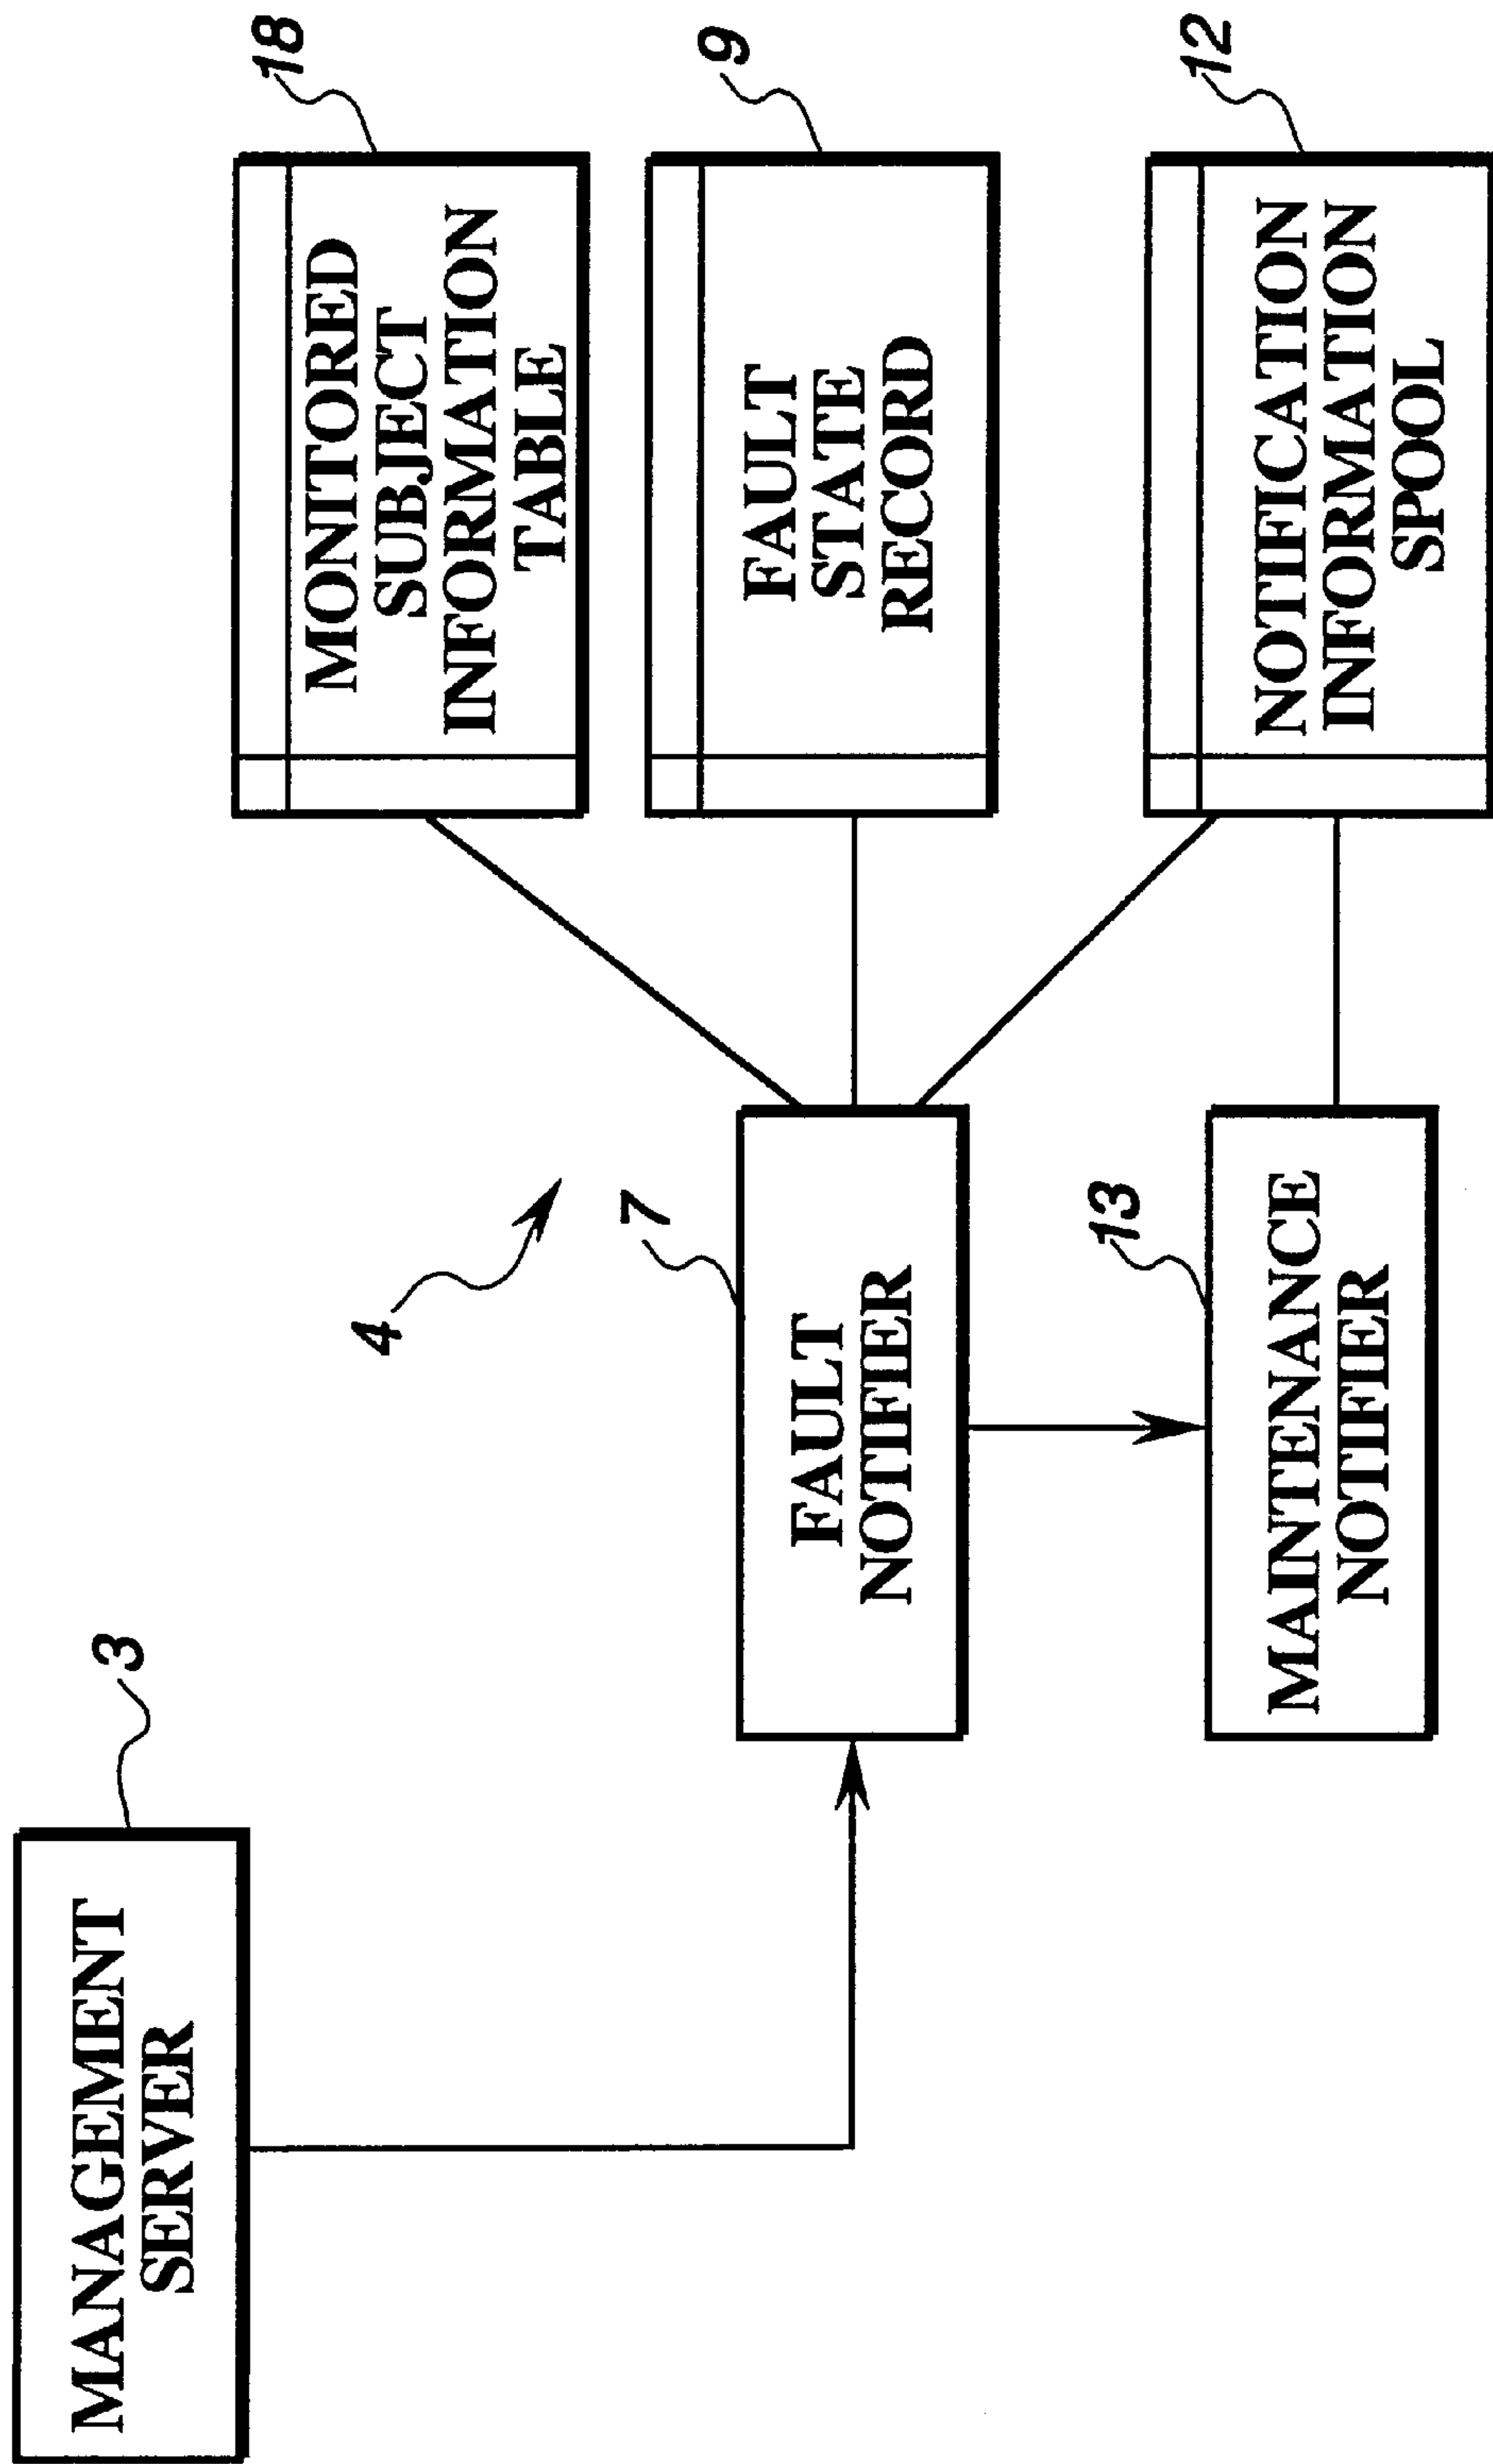 3
MANAGEMENT
SERVER
4
7
FAULT
NOTIFIER
13
MAINTENANCE
NOTIFIER
18
MONITORED
SUBJECT
INFORMATION
TABLE
9
FAULT
STATE
RECORD
12
NOTIFICATION
INFORMATION
SPOOL